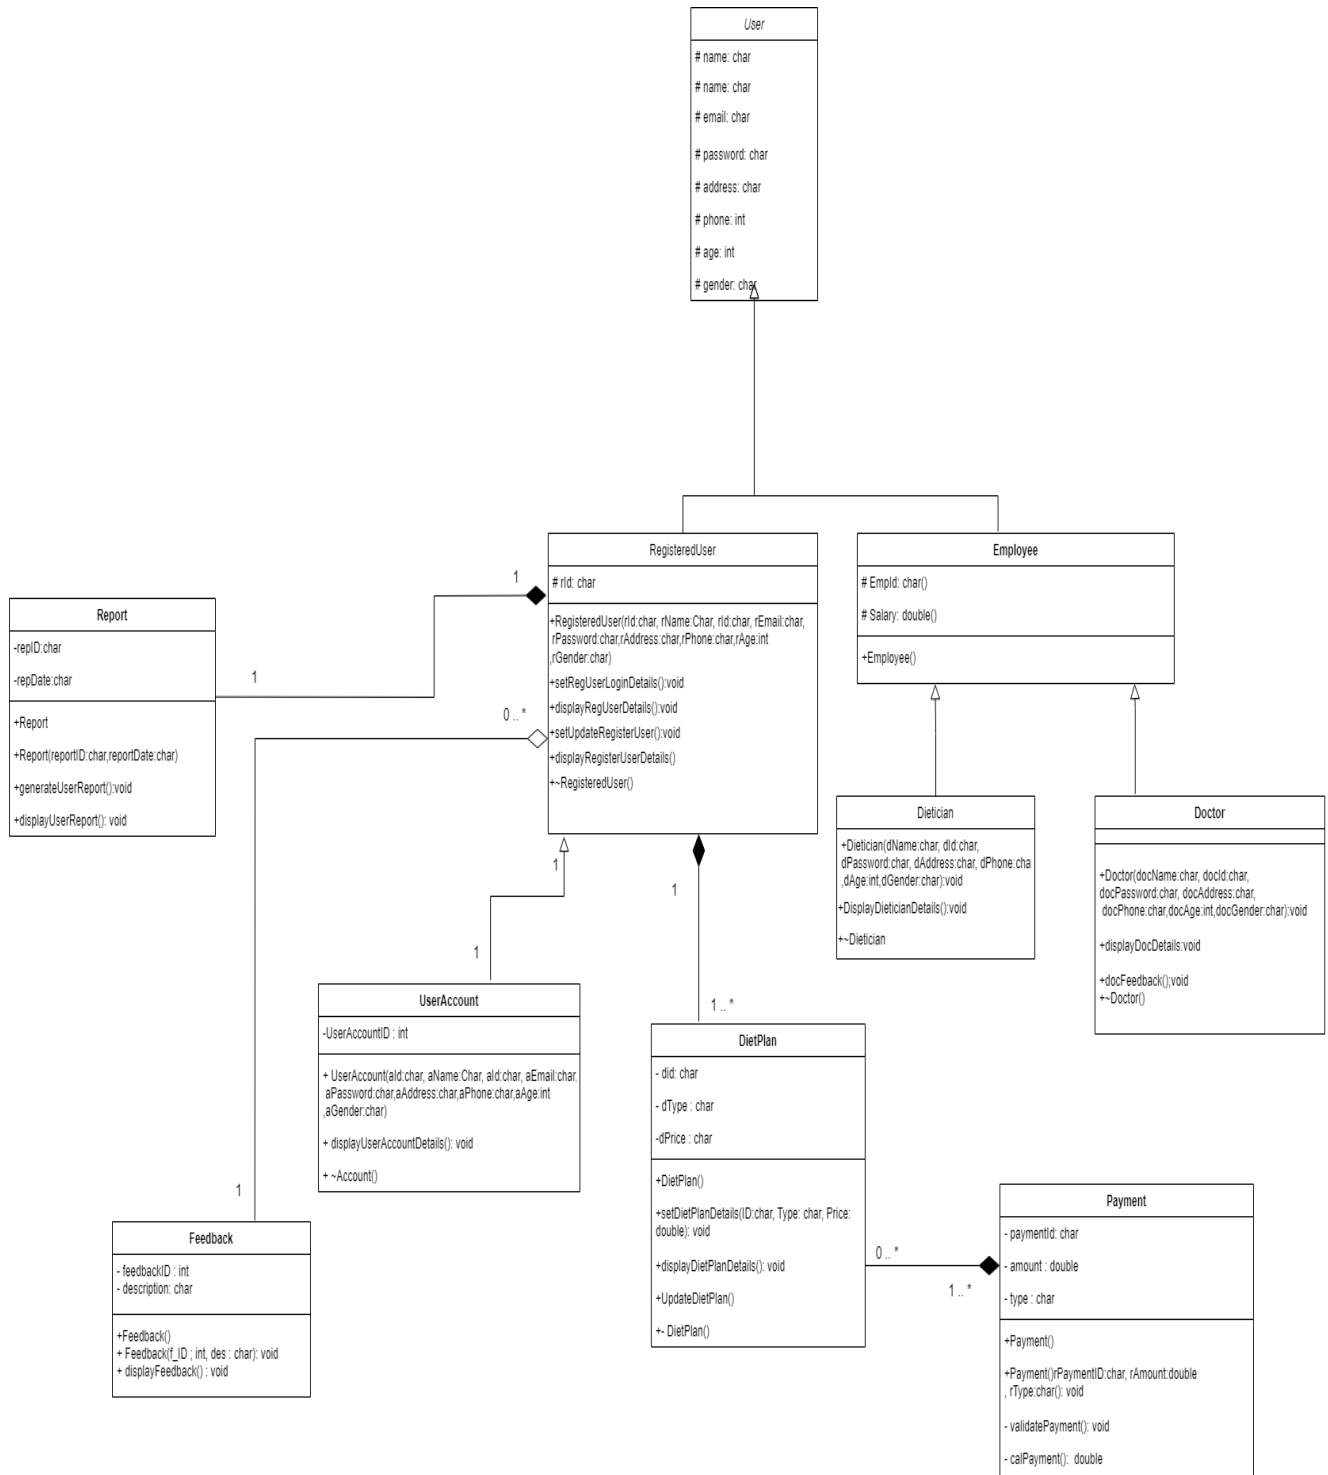 User
# name: char
# name: char
# email: char
# password: char
# address: char
# phone: int
# age: int
# gender: char
RegisteredUser
# rId: char
+RegisteredUser(rId:char, rName:Char, rId:char, rEmail:char,
rPassword:char,rAddress:char,rPhone:char,rAge:int
,rGender:char)
+setRegUserLoginDetails():void
+displayRegUserDetails():void
+setUpdateRegisterUser():void
+displayRegisterUserDetails()
+~RegisteredUser()
Employee
# EmpId: char()
# Salary: double()
+Employee()
1
1
0 .. *
1
Report
-repID:char
-repDate:char
+Report
+Report(reportID:char,reportDate:char)
+generateUserReport():void
+displayUserReport(): void
Dietician
+Dietician(dName:char, dId:char,
dPassword:char, dAddress:char, dPhone:cha
,dAge:int,dGender:char):void
+DisplayDieticianDetails():void
+~Dietician
Doctor
+Doctor(docName:char, docId:char,
docPassword:char, docAddress:char,
docPhone:char,docAge:int,docGender:char):void
+displayDocDetails:void
+docFeedback();void
+~Doctor()
1
1
1
1 .. *
UserAccount
-UserAccountID : int
+ UserAccount(aId:char, aName:Char, aId:char, aEmail:char,
aPassword:char,aAddress:char,aPhone:char,aAge:int
,aGender:char)
+ displayUserAccountDetails(): void
+ ~Account()
DietPlan
- did: char
- dType : char
-dPrice : char
+DietPlan()
+setDietPlanDetails(ID:char, Type: char, Price:
double): void
+displayDietPlanDetails(): void
+UpdateDietPlan()
+- DietPlan()
0 .. *
1 .. *
Feedback
- feedbackID : int
- description: char
+Feedback()
+ Feedback(f_ID ; int, des : char): void
+ displayFeedback() : void
Payment
- paymentId: char
- amount : double
- type : char
+Payment()
+Payment()rPaymentID:char, rAmount:double
, rType:char(): void
- validatePayment(): void
- calPayment():  double